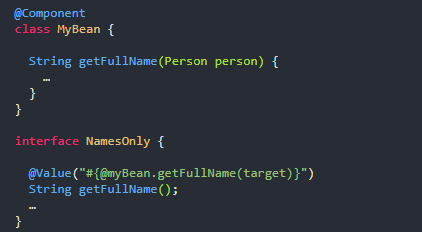 @Component
class MyBean {
String getFullName(Person person) {
…
}
}
interface NamesOnly {
@Value("#{@myBean.getFullName(target)}")
String getFullName();
…
}